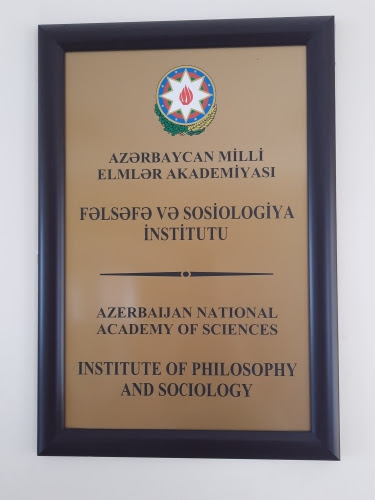 AZƏRBAYCAN MİLLİ
ELMLƏR AKADEMİYASI
FƏLSƏFƏ VƏ SOSİOLOGİYA
İNSTİTUTU
AZERBAIJAN NATIONAL
ACADEMY OF SCIENCES
INSTITUTE OF PHILOSOPHY
AND SOCIOLOGY